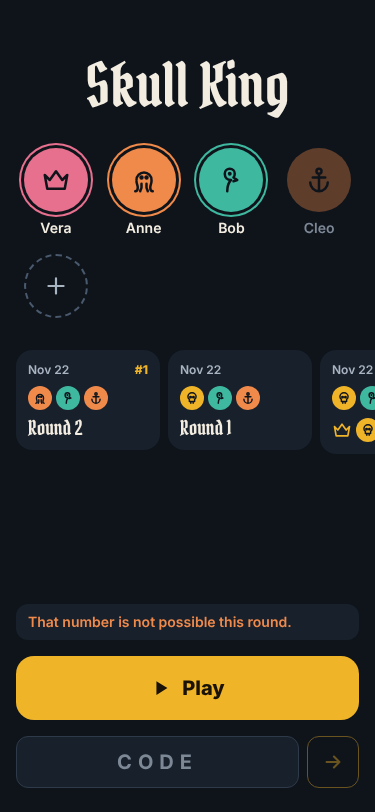 Skull King
Vera Anne Bob Cleo
Nov 22 #1 Nov 22 Nov 22
Round 2 Round 1
That number is not possible this round.
Play
CODE